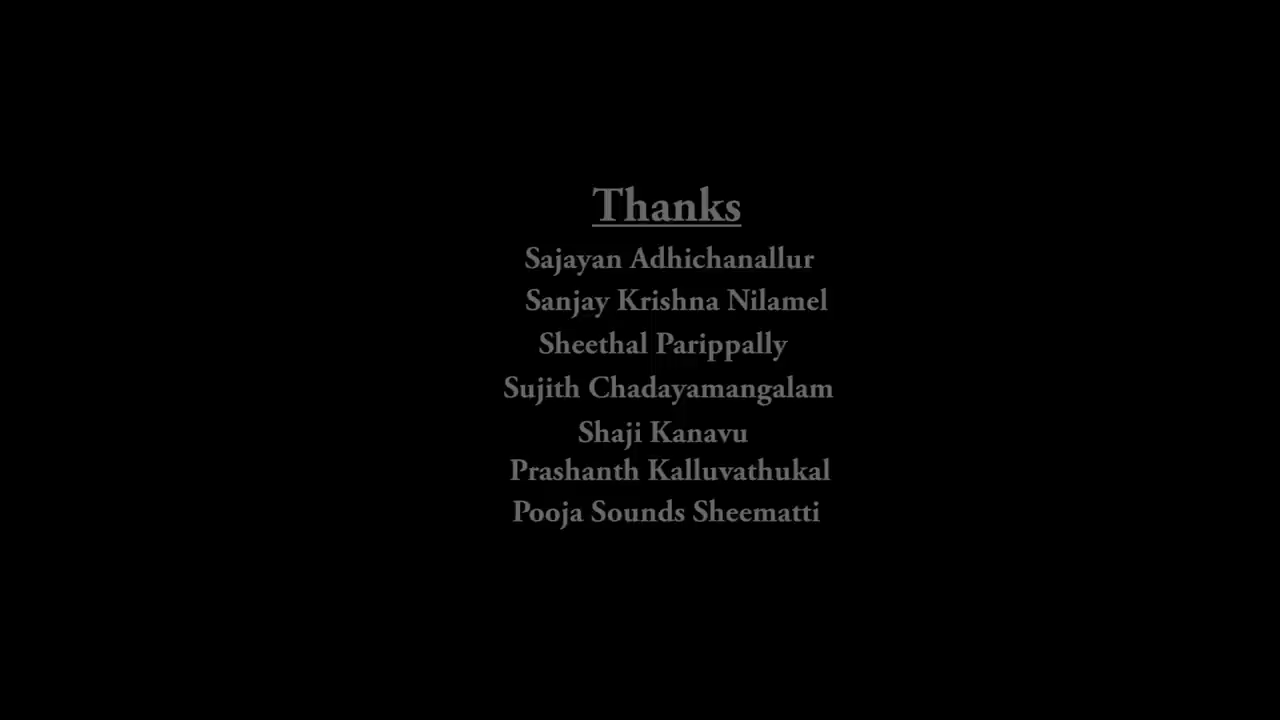 Thanks
Sajayan Adhichanallur
Sanjay Krishna Nilamel
Sheethal Parippally
Sujith Chadayamangalam
Shaji Kanavu
Prashanth Kalluvathukal
Pooja Sounds Sheematti